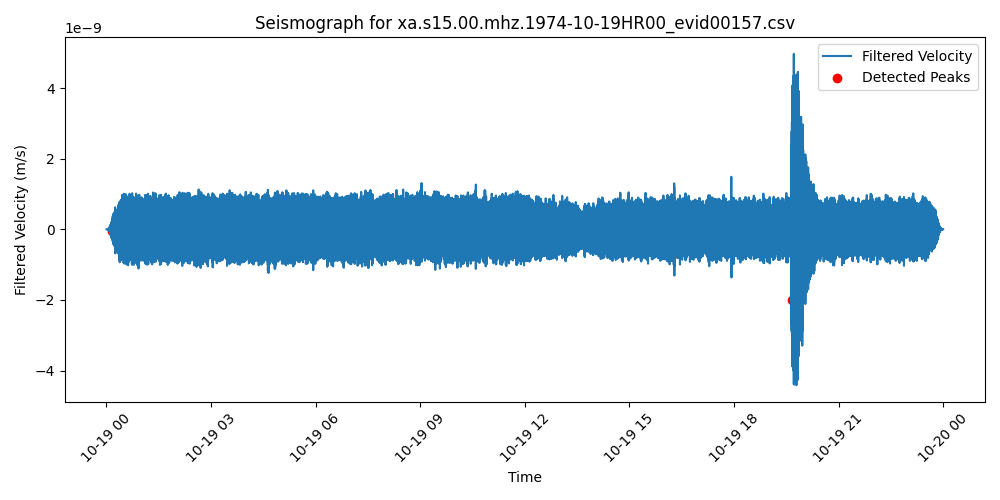 Seismograph for xa.s15.00.mhz.1974-10-19HR00_evid00157.csv
1e−9
Filtered Velocity
Detected Peaks
4
2
0
−2
−4
Filtered Velocity (m/s)
10-19 00
10-19 03
10-19 06
10-19 09
10-19 12
10-19 15
10-19 18
10-19 21
10-20 00
Time